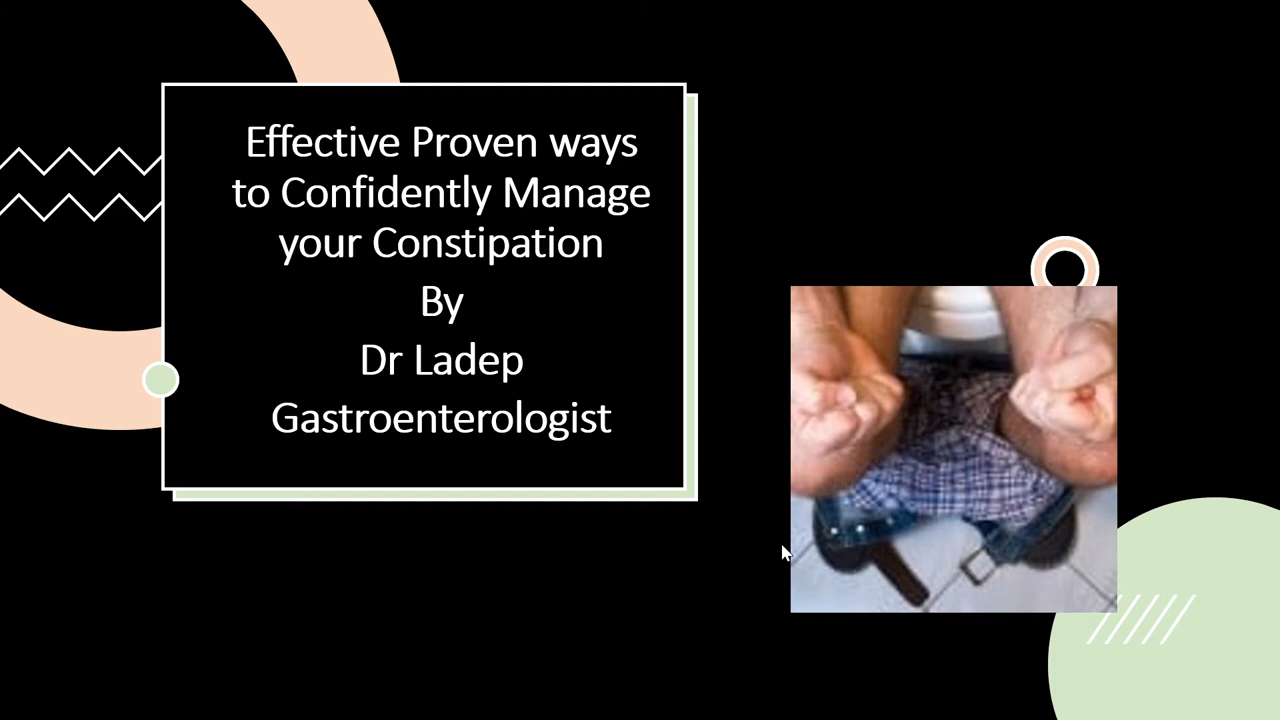 Effective Proven ways
to Confidently Manage
your Constipation
By
Dr Ladep
Gastroenterologist